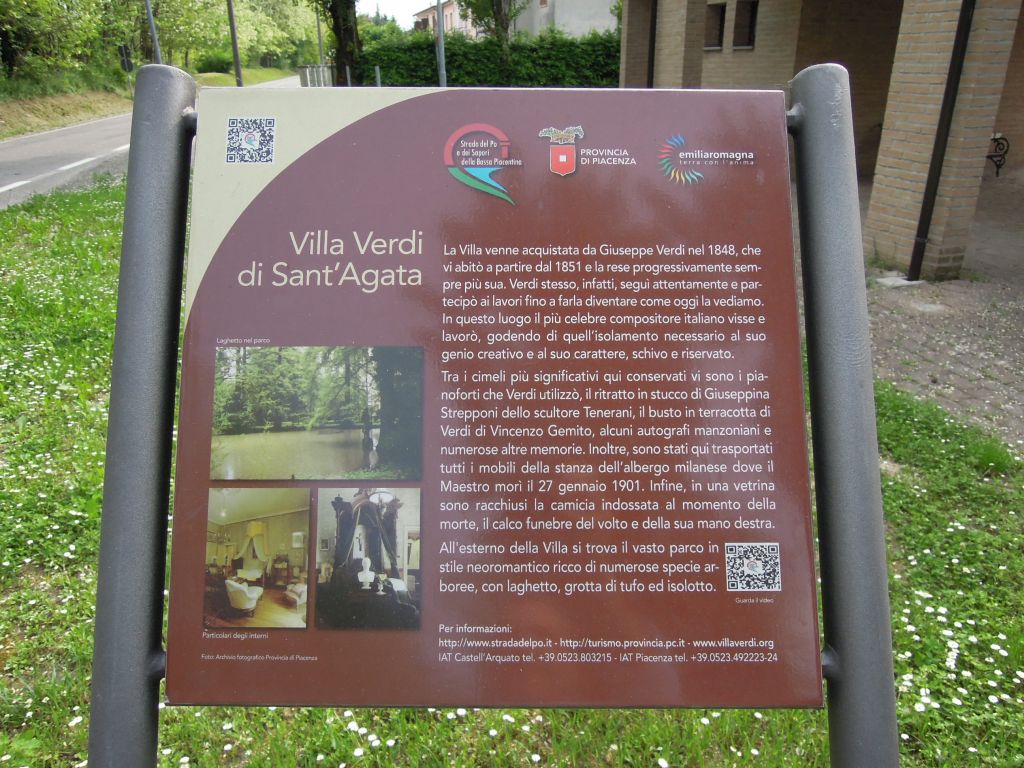 Strada del Po
e dei Sapori
della Bassa Piacentina
PROVINCIA
DI PIACENZA
emiliaromagna
terra con l'anima
Villa Verdi
di Sant'Agata
La Villa venne acquistata da Giuseppe Verdi nel 1848, che
vi abitò a partire dal 1851 e la rese progressivamente sem-
pre più sua. Verdi stesso, infatti, seguì attentamente e par-
tecipò ai lavori fino a farla diventare come oggi la vediamo.
In questo luogo il più celebre compositore italiano visse e
lavorò, godendo di quell'isolamento necessario al suo
genio creativo e al suo carattere, schivo e riservato.
Tra i cimeli più significativi qui conservati vi sono i pia-
noforti che Verdi utilizzò, il ritratto in stucco di Giuseppina
Strepponi dello scultore Tenerani, il busto in terracotta di
Verdi di Vincenzo Gemito, alcuni autografi manzoniani e
numerose altre memorie. Inoltre, sono stati qui trasportati
tutti i mobili della stanza dell'albergo milanese dove il
Maestro morì il 27 gennaio 1901. Infine, in una vetrina
sono racchiusi la camicia indossata al momento della
morte, il calco funebre del volto e della sua mano destra.
All'esterno della Villa si trova il vasto parco in
stile neoromantico ricco di numerose specie ar-
boree, con laghetto, grotta di tufo ed isolotto.
Guarda il video
Laghetto nel parco
Particolari degli interni
Foto: Archivio fotografico Provincia di Piacenza
Per informazioni:
http://www.stradadelpo.it - http://turismo.provincia.pc.it - www.villaverdi.org
IAT Castell'Arquato tel. +39.0523.803215 - IAT Piacenza tel. +39.0523.492223-24